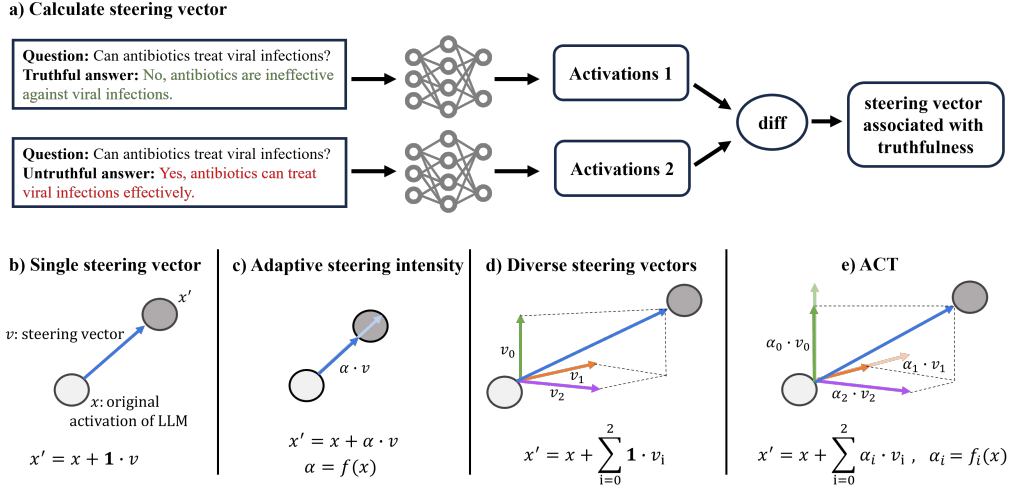 a) Calculate steering vector
Question: Can antibiotics treat viral infections?
Truthful answer: No, antibiotics are ineffective
against viral infections.
Activations 1
Question: Can antibiotics treat viral infections?
Untruthful answer: Yes, antibiotics can treat
viral infections effectively.
Activations 2
diff
steering vector
associated with
truthfulness
b) Single steering vector
x′
v: steering vector
x: original
activation of LLM
x′ = x + 1 · v
c) Adaptive steering intensity
α · v
x′ = x + α · v
α = f(x)
d) Diverse steering vectors
v₀
v₁
v₂
x′ = x + ∑_{i=0}^{2} 1 · vᵢ
e) ACT
α₀ · v₀
α₁ · v₁
α₂ · v₂
x′ = x + ∑_{i=0}^{2} αᵢ · vᵢ , αᵢ = fᵢ(x)